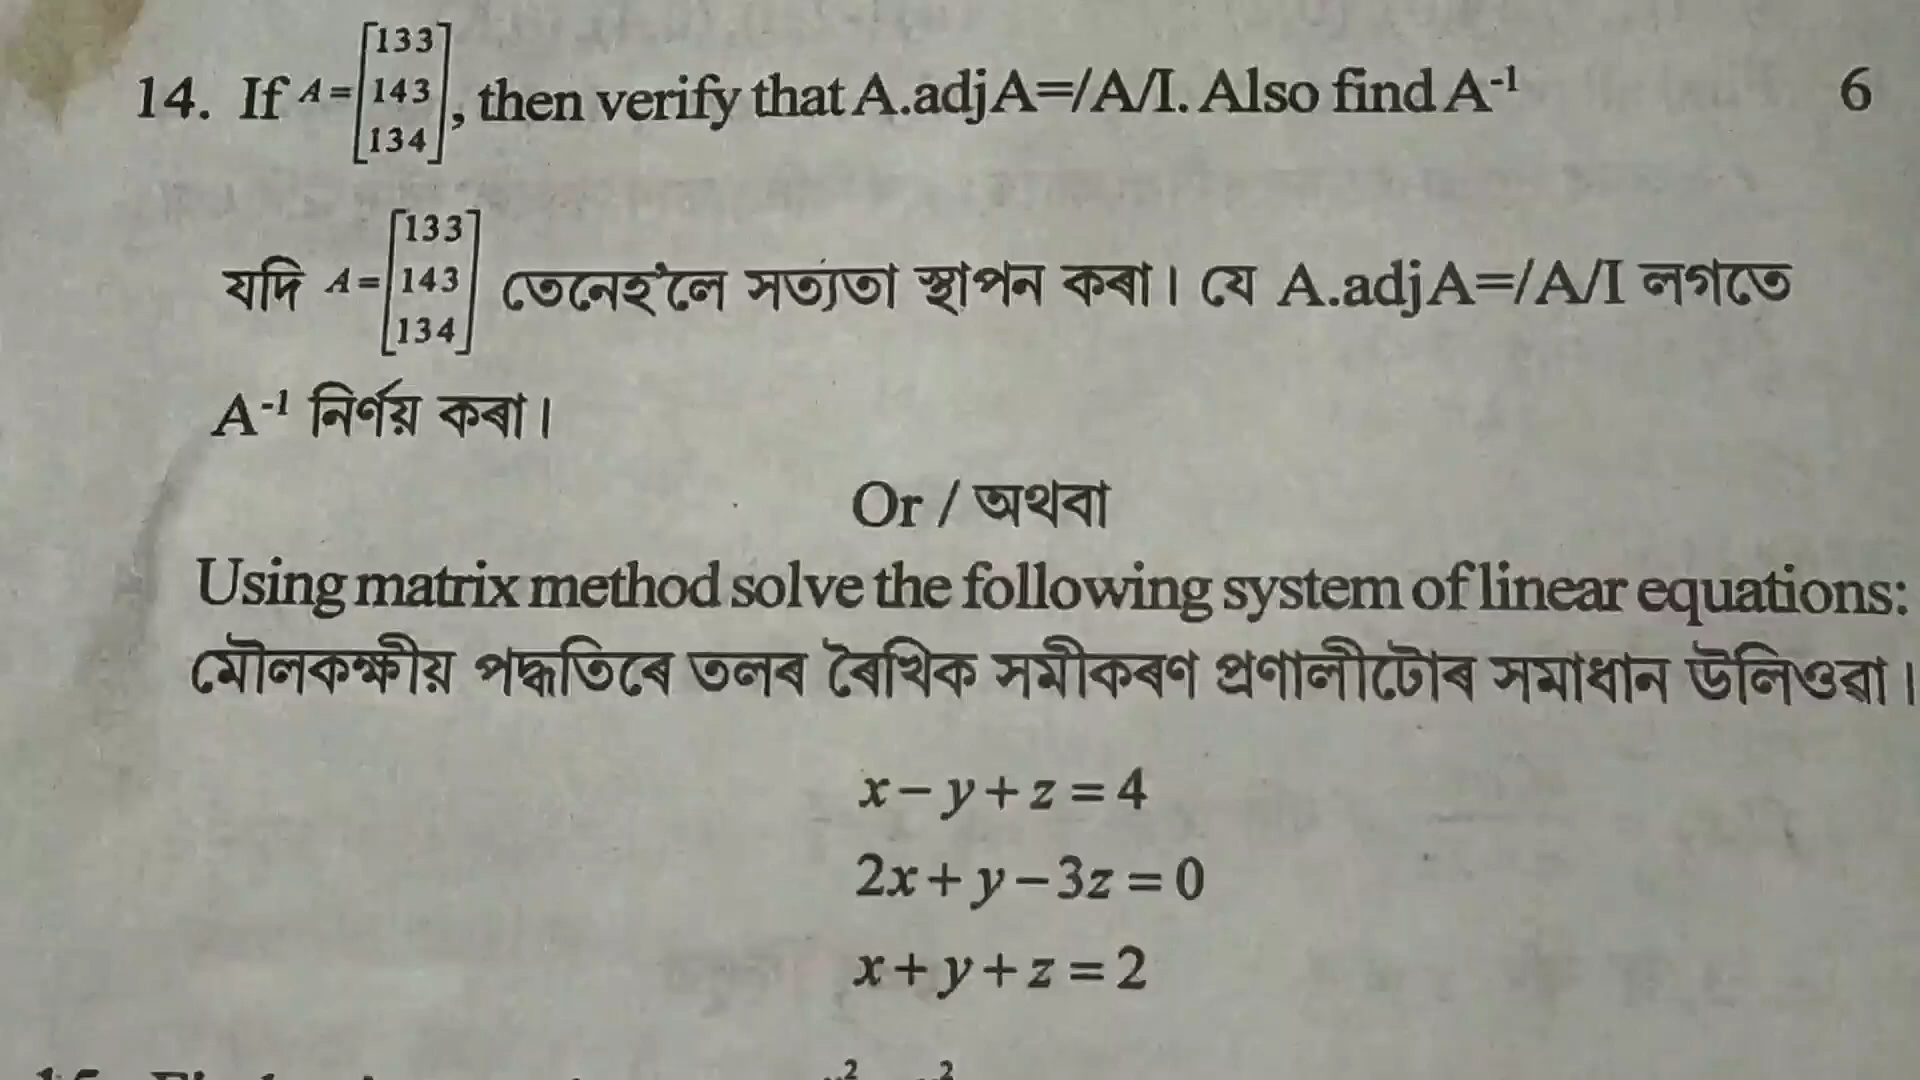 14. If A = [133 143 134], then verify that A.adjA=/A/I. Also find A⁻¹ 6
যদি A = [133 143 134] তেনেহ'লে সত্যতা স্থাপন কৰা। যে A.adjA=/A/I লগতে
A⁻¹ নিৰ্ণয় কৰা।
Or / অথবা
Using matrix method solve the following system of linear equations:
মৌলকক্ষীয় পদ্ধতিৰে তলৰ ৰৈখিক সমীকৰণ প্ৰণালীটোৰ সমাধান উলিওৱা।
x − y + z = 4
2x + y − 3z = 0
x + y + z = 2